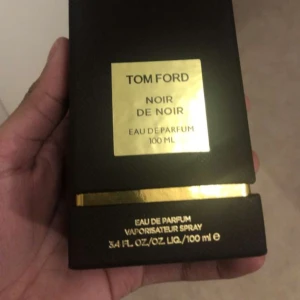 TOM FORD
NOIR
DE NOIR
EAU DE PARFUM
100 ML
EAU DE PARFUM
VAPORISATEUR SPRAY
3.4 FL. OZ./OZ. LIQ./100 ml e